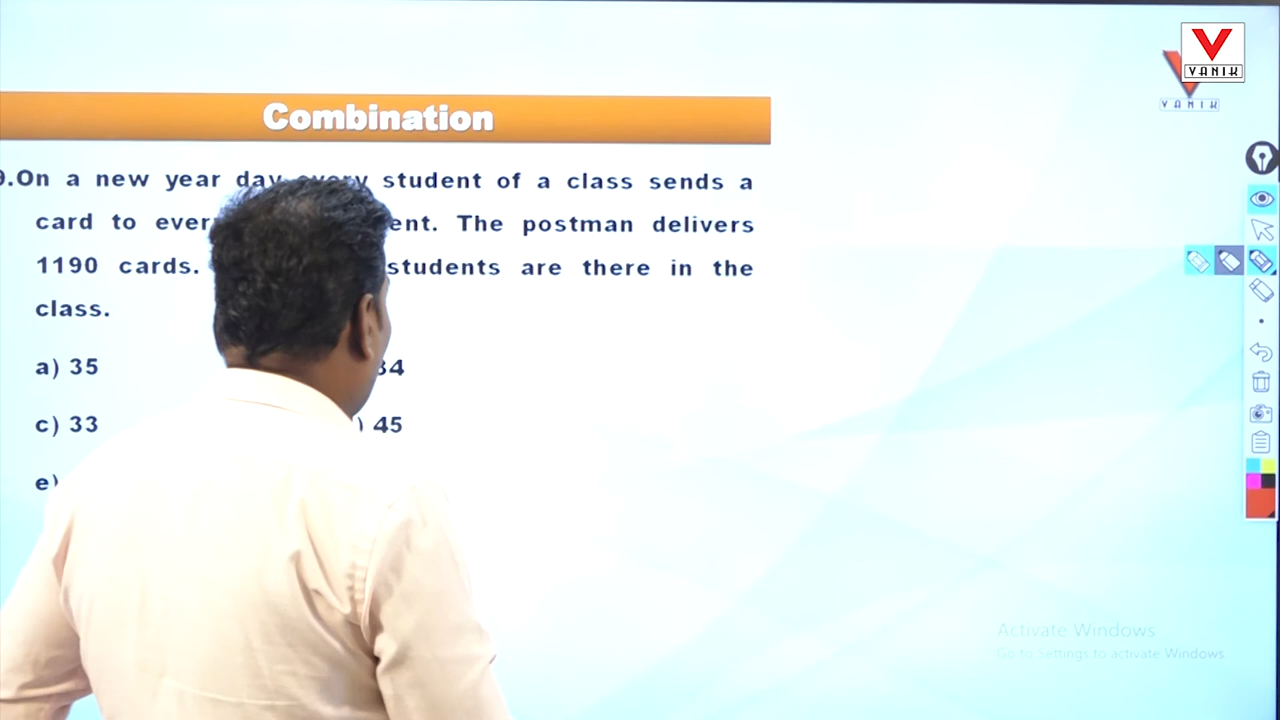 VANIK
VANIK
Combination
9.On a new year day every student of a class sends a
card to ent. The postman delivers
1190 cards. students are there in the
class.
a) 35 34
c) 33 ) 45
e)
Activate Windows
Go to Settings to activate Windows.